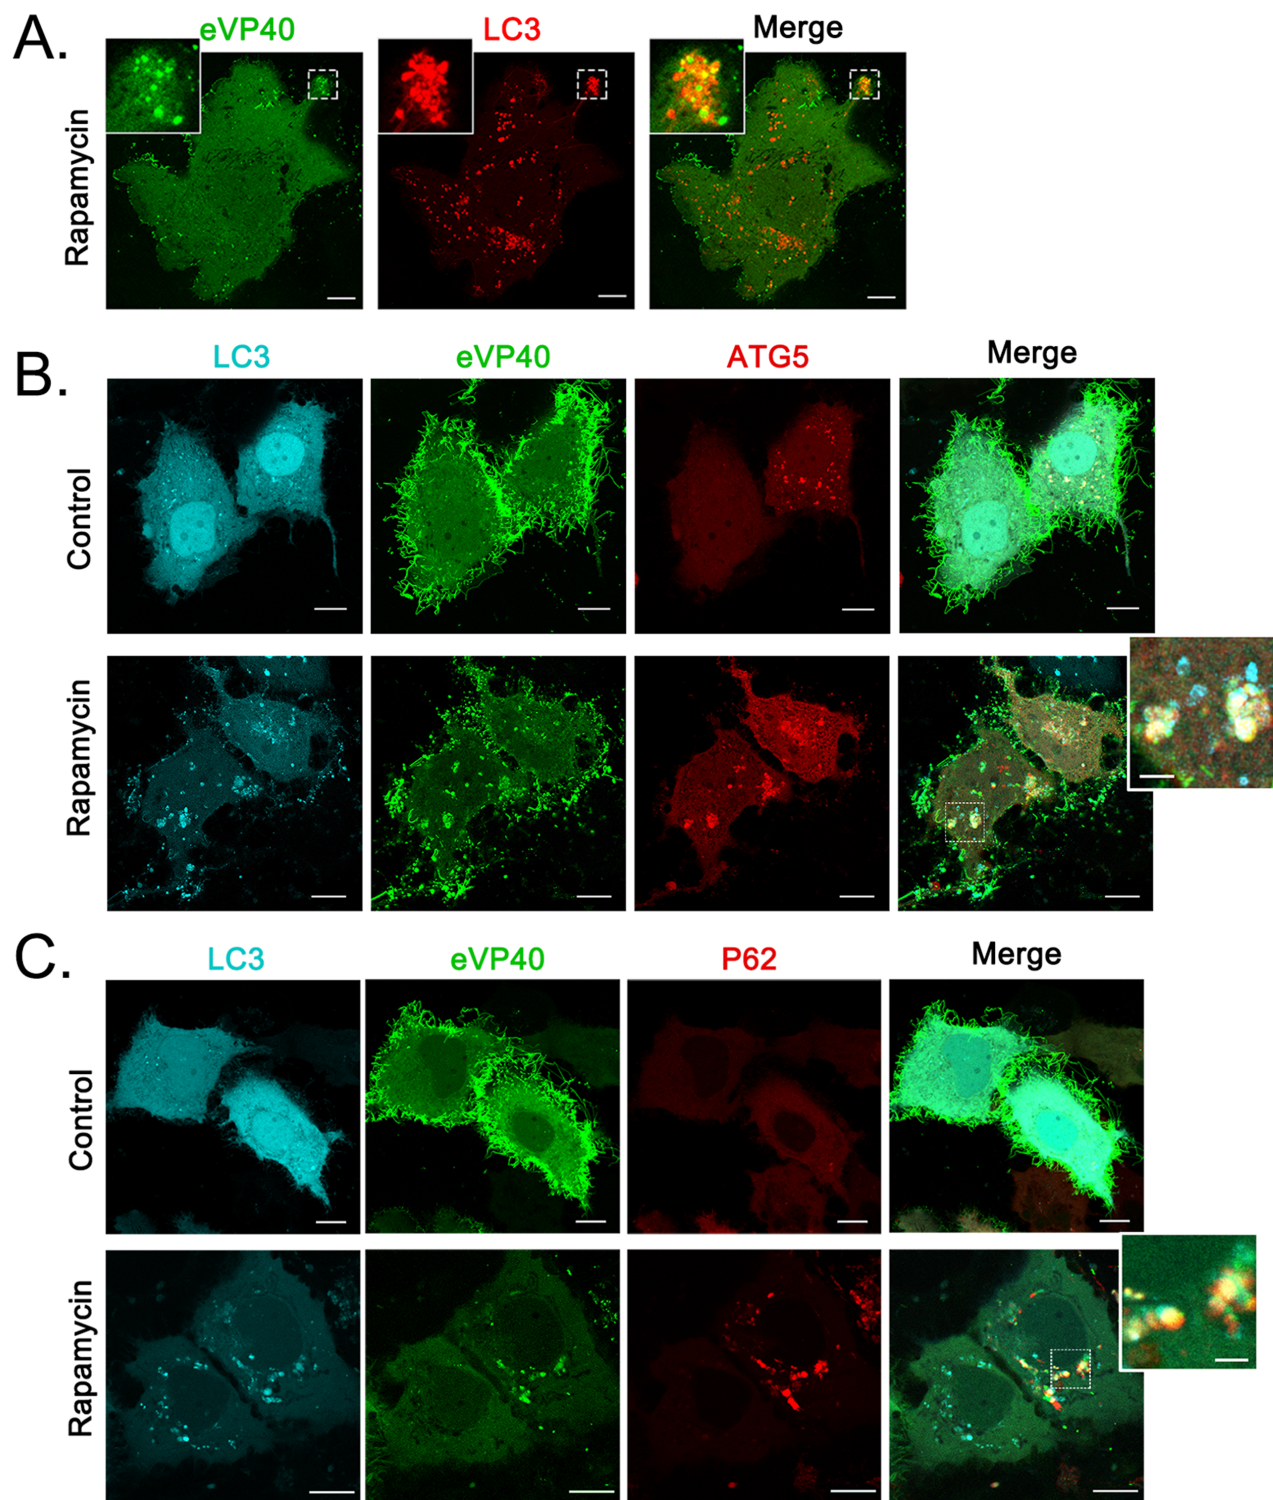 A.
eVP40 LC3 Merge
Rapamycin
B.
LC3 eVP40 ATG5 Merge
Control
Rapamycin
C.
LC3 eVP40 P62 Merge
Control
Rapamycin